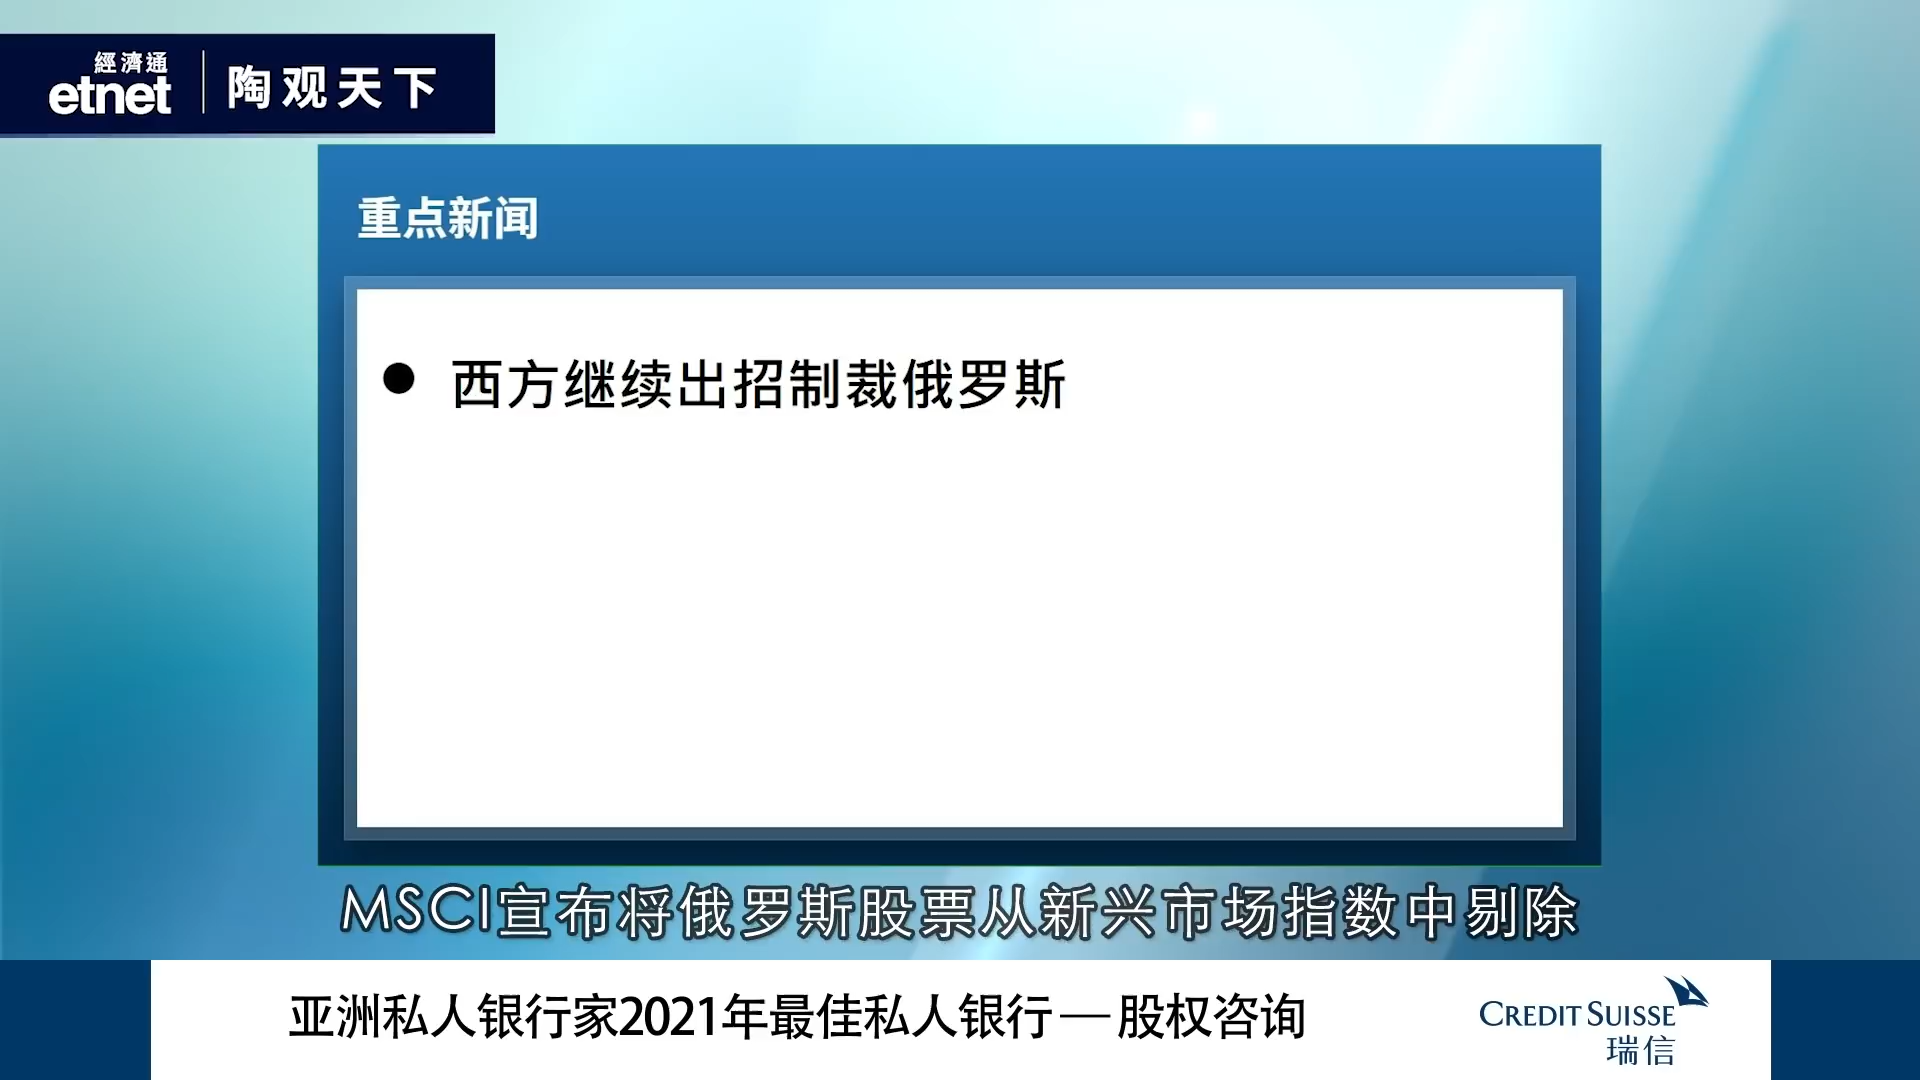 經濟通
etnet
陶观天下
重点新闻
● 西方继续出招制裁俄罗斯
MSCI宣布将俄罗斯股票从新兴市场指数中剔除
亚洲私人银行家2021年最佳私人银行 — 股权咨询
CREDIT SUISSE
瑞信